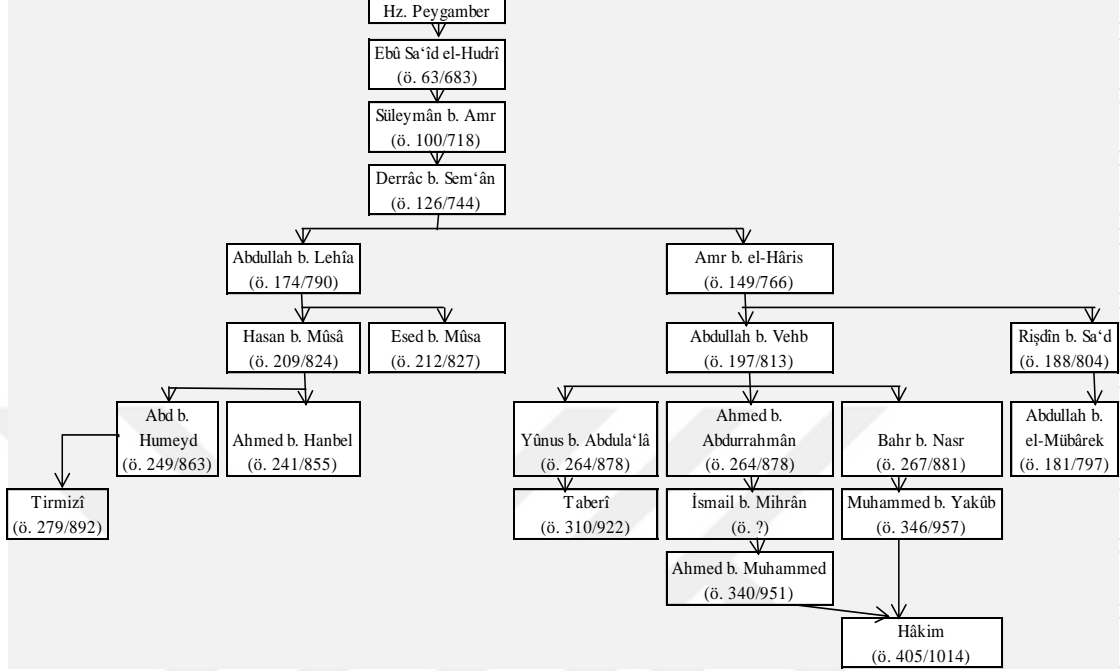 Hz. Peygamber
Ebû Sa‘îd el-Hudrî
(ö. 63/683)
Süleymân b. Amr
(ö. 100/718)
Derrâc b. Sem‘ân
(ö. 126/744)
Abdullah b. Lehîa
(ö. 174/790)
Amr b. el-Hâris
(ö. 149/766)
Hasan b. Mûsâ
(ö. 209/824)
Esed b. Mûsa
(ö. 212/827)
Abdullah b. Vehb
(ö. 197/813)
Rişdîn b. Sa‘d
(ö. 188/804)
Abd b.
Humeyd
(ö. 249/863)
Ahmed b. Hanbel
(ö. 241/855)
Yûnus b. Abdula‘lâ
(ö. 264/878)
Ahmed b.
Abdurrahmân
(ö. 264/878)
Bahr b. Nasr
(ö. 267/881)
Abdullah b.
el-Mübârek
(ö. 181/797)
Tirmizî
(ö. 279/892)
Taberî
(ö. 310/922)
İsmail b. Mihrân
(ö. ?)
Muhammed b. Yakûb
(ö. 346/957)
Ahmed b. Muhammed
(ö. 340/951)
Hâkim
(ö. 405/1014)